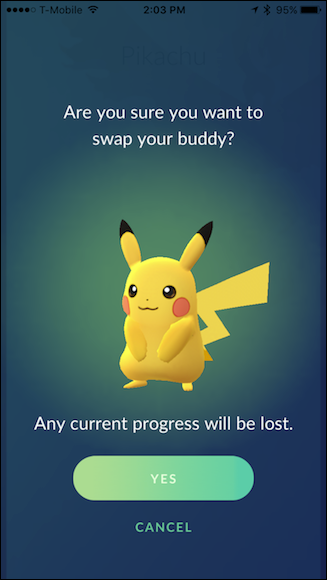 T-Mobile 2:03 PM 95%
Pikachu
Are you sure you want to
swap your buddy?
Any current progress will be lost.
YES
CANCEL